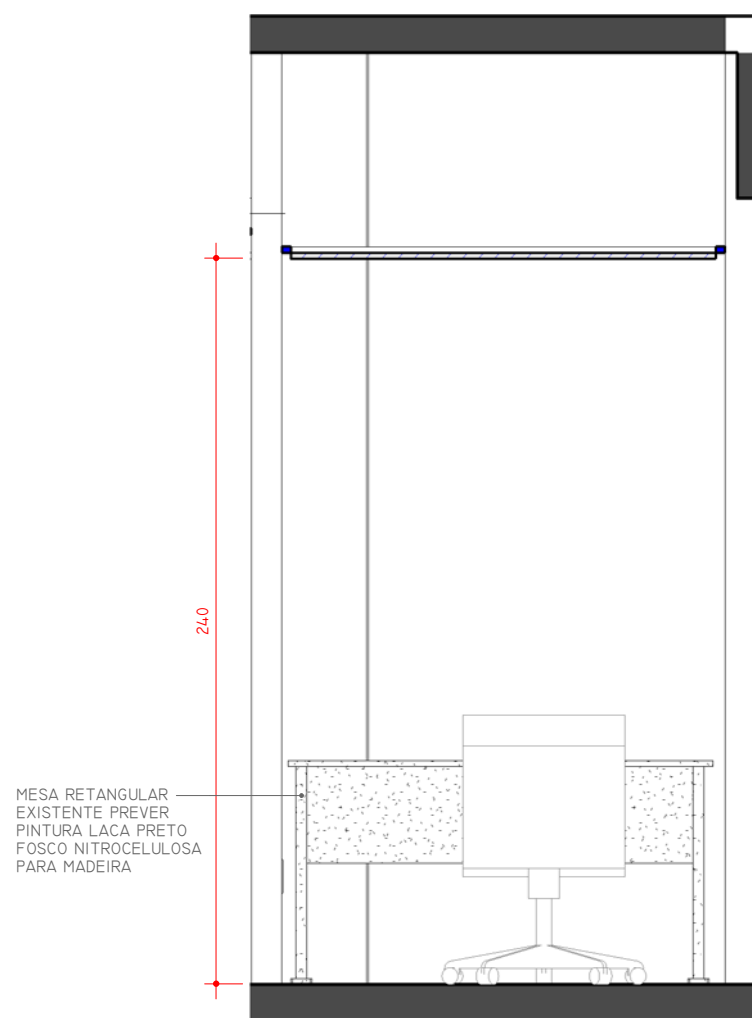 240
MESA RETANGULAR
EXISTENTE PREVER
PINTURA LACA PRETO
FOSCO NITROCELULOSA
PARA MADEIRA